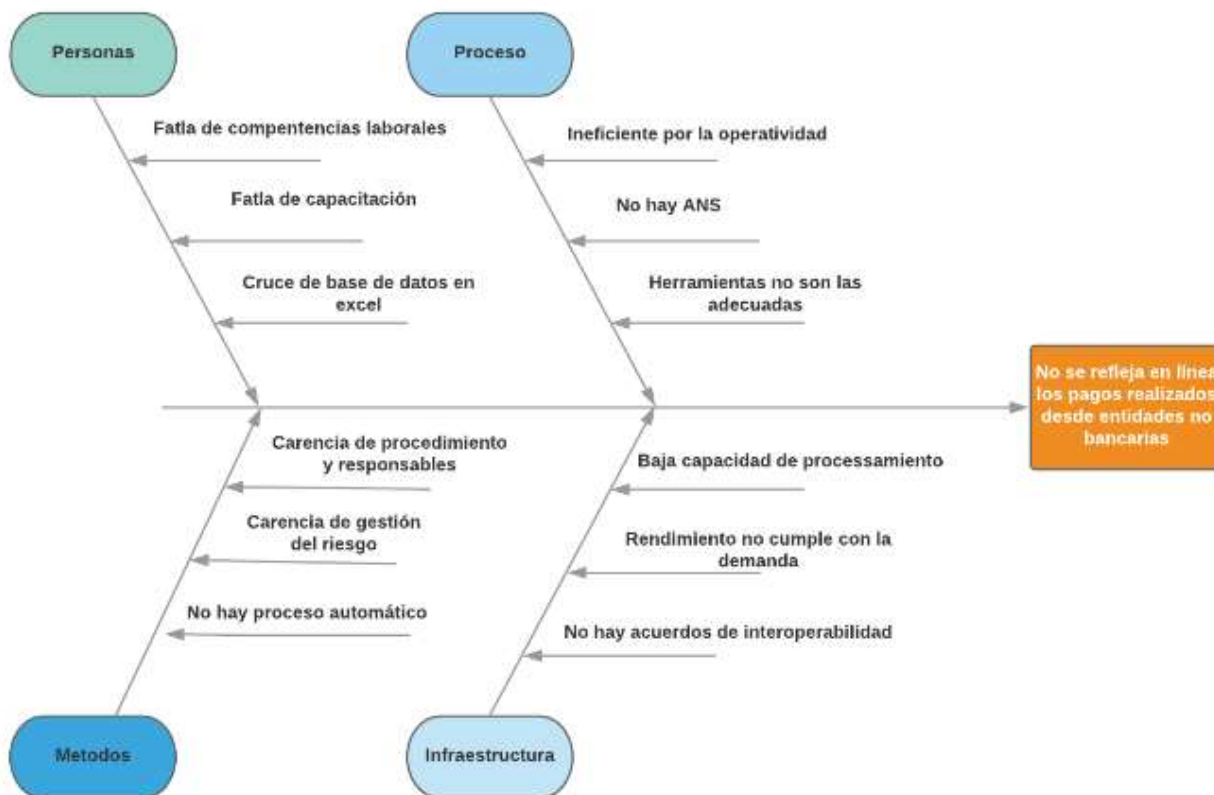 Personas
Proceso
Fatla de compentencias laborales
Ineficiente por la operatividad
Fatla de capacitación
No hay ANS
Cruce de base de datos en
excel
Herramientas no son las
adecuadas
No se refleja en línea
los pagos realizados
desde entidades no
bancarias
Carencia de procedimiento
y responsables
Baja capacidad de processamiento
Carencia de gestión
del riesgo
Rendimiento no cumple con la
demanda
No hay proceso automático
No hay acuerdos de interoperabilidad
Metodos
Infraestructura